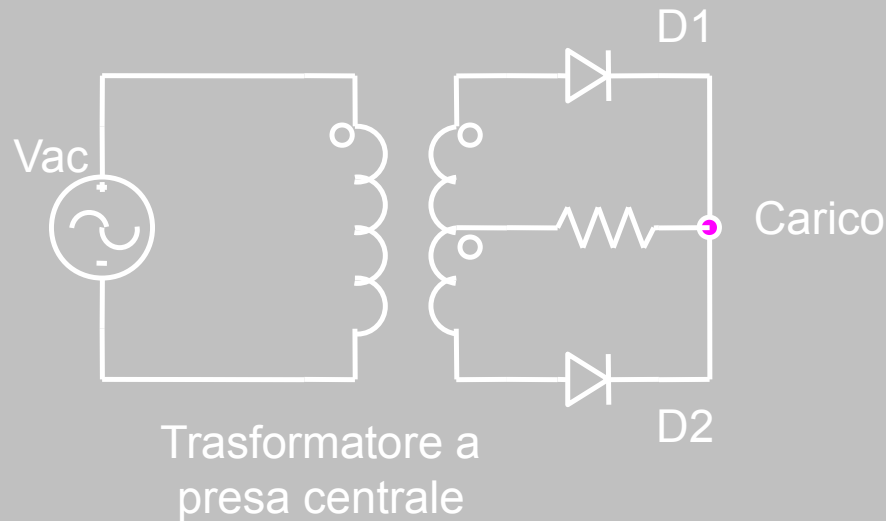 D1
Vac
Carico
D2
Trasformatore a
presa centrale